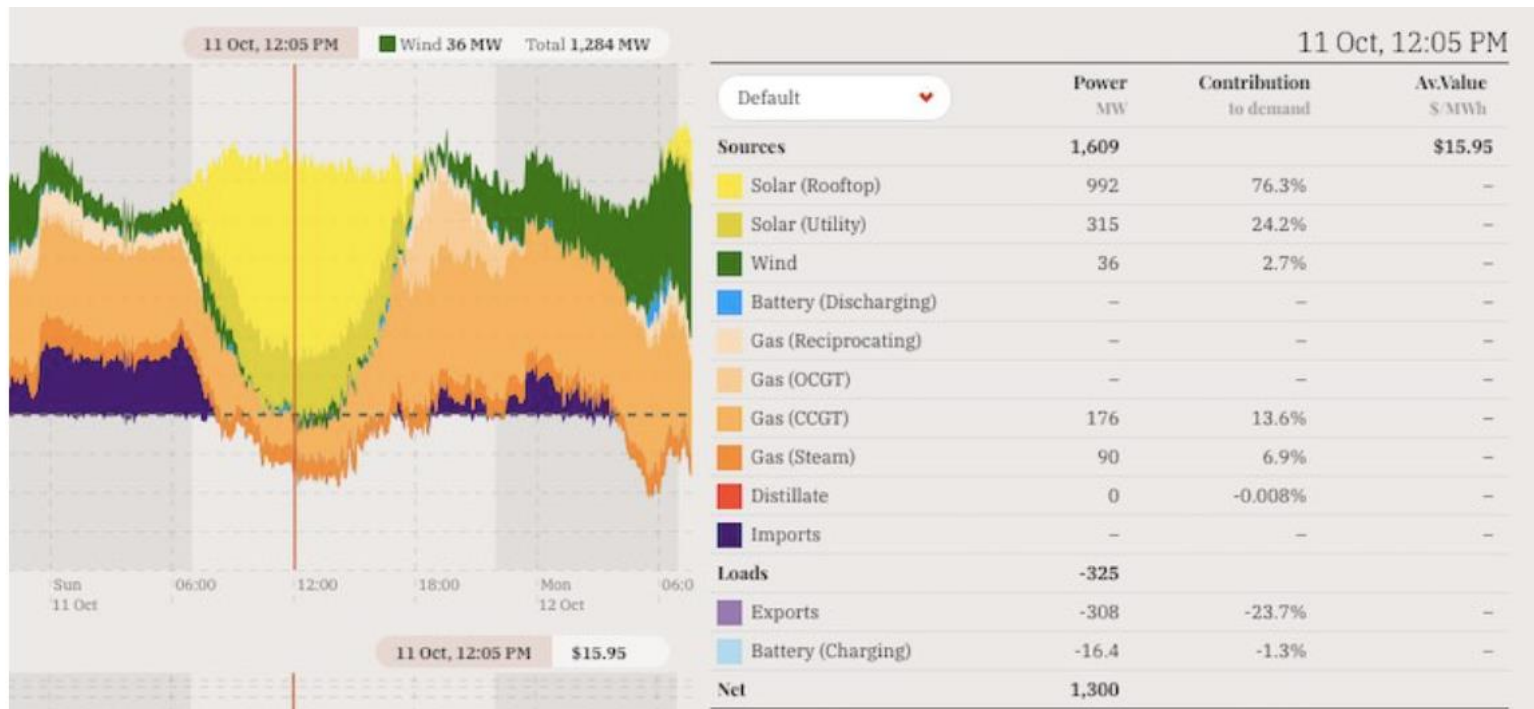 11 Oct, 12:05 PM Wind 36 MW Total 1,284 MW
11 Oct, 12:05 PM
Default Power Contribution Av.Value
MW to demand $/MWh
Sources 1,609 $15.95
Solar (Rooftop) 992 76.3% –
Solar (Utility) 315 24.2% –
Wind 36 2.7% –
Battery (Discharging) – – –
Gas (Reciprocating) – – –
Gas (OCGT) – – –
Gas (CCGT) 176 13.6% –
Gas (Steam) 90 6.9% –
Distillate 0 -0.008% –
Imports – – –
Loads -325
Exports -308 -23.7% –
Battery (Charging) -16.4 -1.3% –
Net 1,300
Sun 06:00 12:00 18:00 Mon 06:0
11 Oct 12 Oct
11 Oct, 12:05 PM $15.95